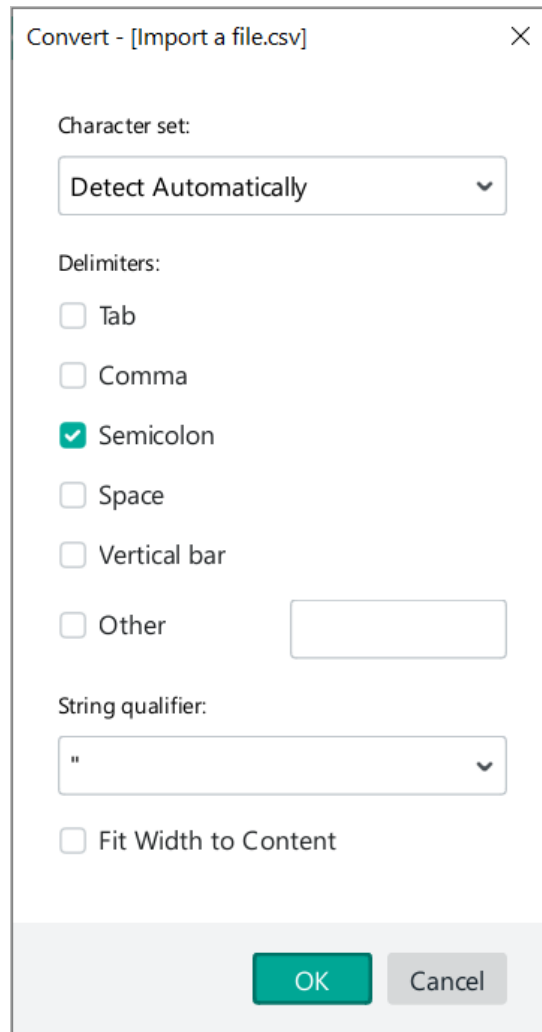 Convert - [Import a file.csv]
Character set:
Detect Automatically
Delimiters:
Tab
Comma
Semicolon
Space
Vertical bar
Other
String qualifier:
"
Fit Width to Content
OK Cancel